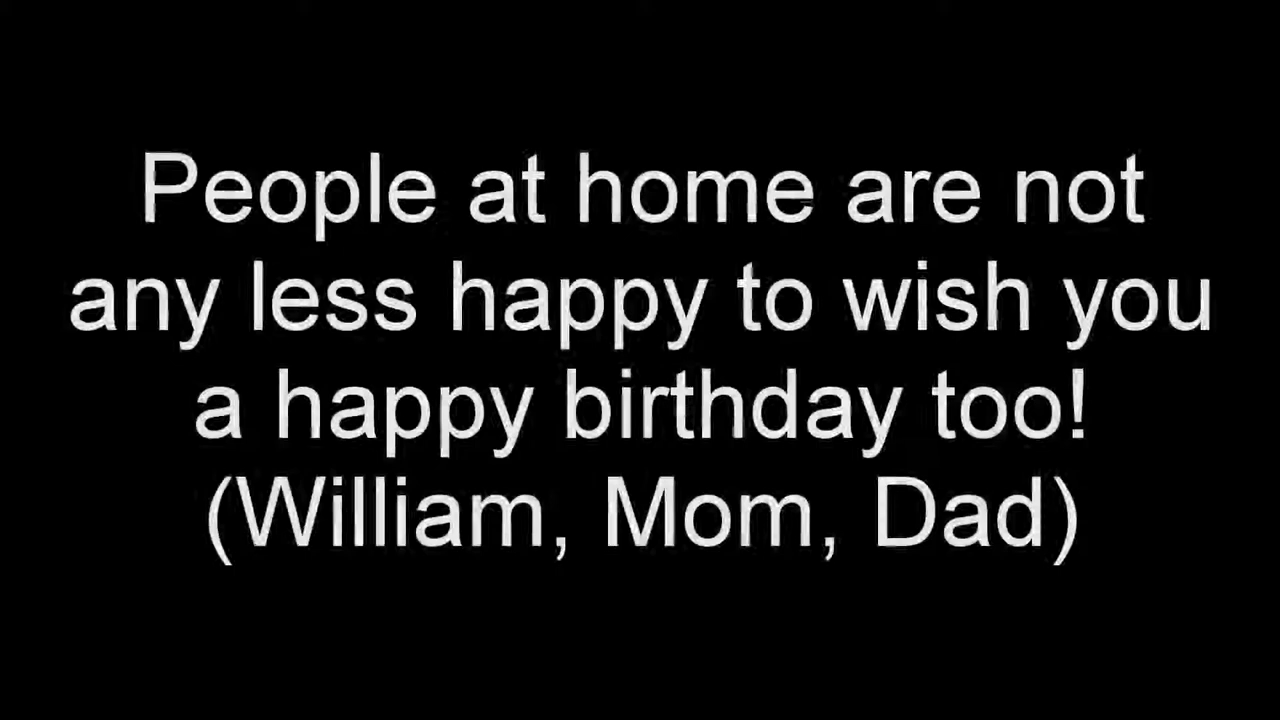 People at home are not
any less happy to wish you
a happy birthday too!
(William, Mom, Dad)